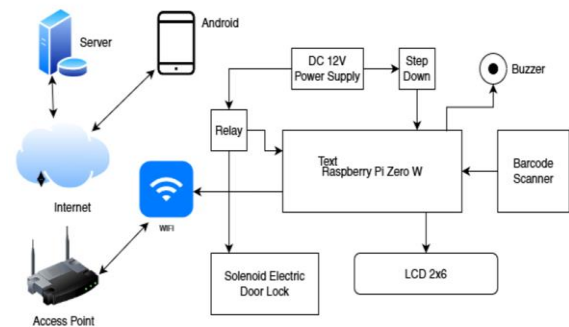 Server
Android
DC 12V
Power Supply
Step
Down
Buzzer
Relay
Text
Raspberry Pi Zero W
Barcode
Scanner
Internet
WIFI
Solenoid Electric
Door Lock
LCD 2x6
Access Point